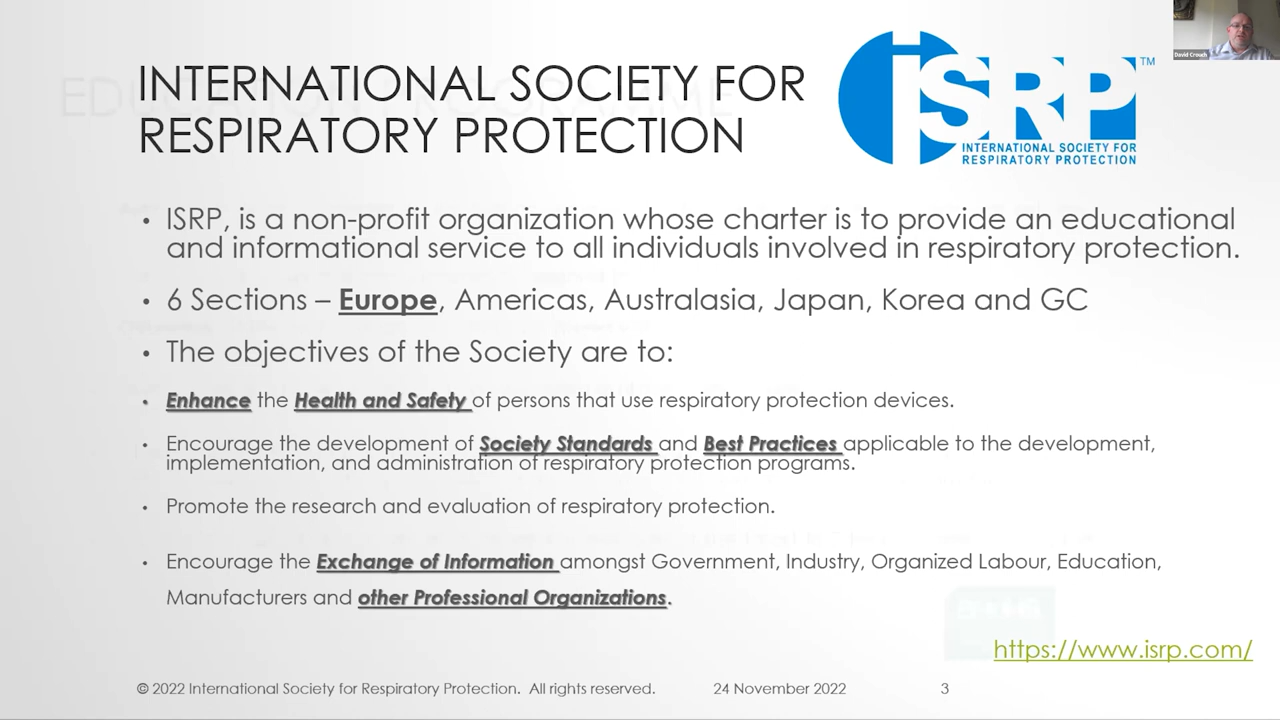 David Crouch
INTERNATIONAL SOCIETY FOR
RESPIRATORY PROTECTION
iSRP™
INTERNATIONAL SOCIETY FOR
RESPIRATORY PROTECTION
• ISRP, is a non-profit organization whose charter is to provide an educational
and informational service to all individuals involved in respiratory protection.
• 6 Sections – Europe, Americas, Australasia, Japan, Korea and GC
• The objectives of the Society are to:
• Enhance the Health and Safety of persons that use respiratory protection devices.
• Encourage the development of Society Standards and Best Practices applicable to the development,
implementation, and administration of respiratory protection programs.
• Promote the research and evaluation of respiratory protection.
• Encourage the Exchange of Information amongst Government, Industry, Organized Labour, Education,
Manufacturers and other Professional Organizations.
https://www.isrp.com/
© 2022 International Society for Respiratory Protection. All rights reserved. 24 November 2022 3